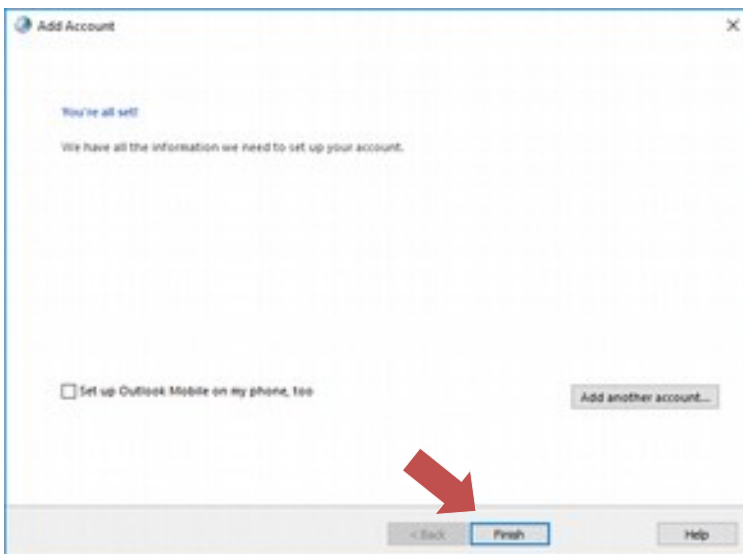 Add Account
You're all set!
We have all the information we need to set up your account.
Set up Outlook Mobile on my phone, too
Add another account...
< Back
Finish
Help